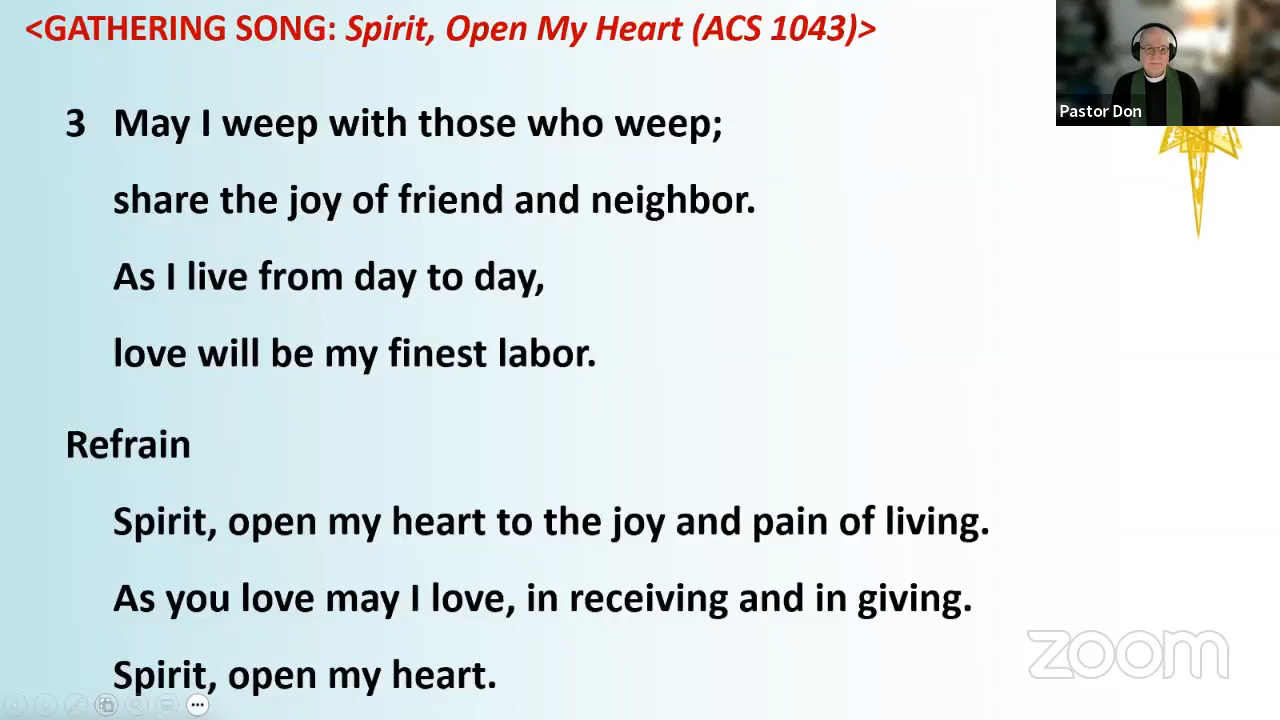 <GATHERING SONG: Spirit, Open My Heart (ACS 1043)>
Pastor Don
3 May I weep with those who weep;
share the joy of friend and neighbor.
As I live from day to day,
love will be my finest labor.
Refrain
Spirit, open my heart to the joy and pain of living.
As you love may I love, in receiving and in giving.
Spirit, open my heart.
zoom